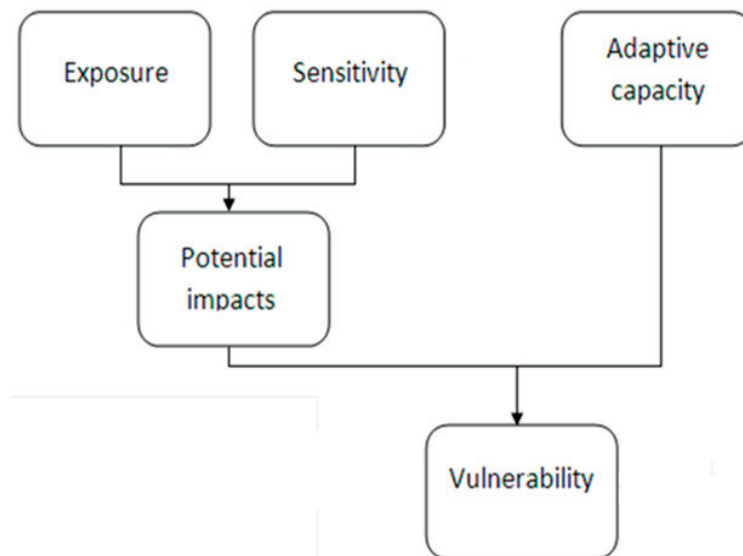 Exposure
Sensitivity
Adaptive
capacity
Potential
impacts
Vulnerability